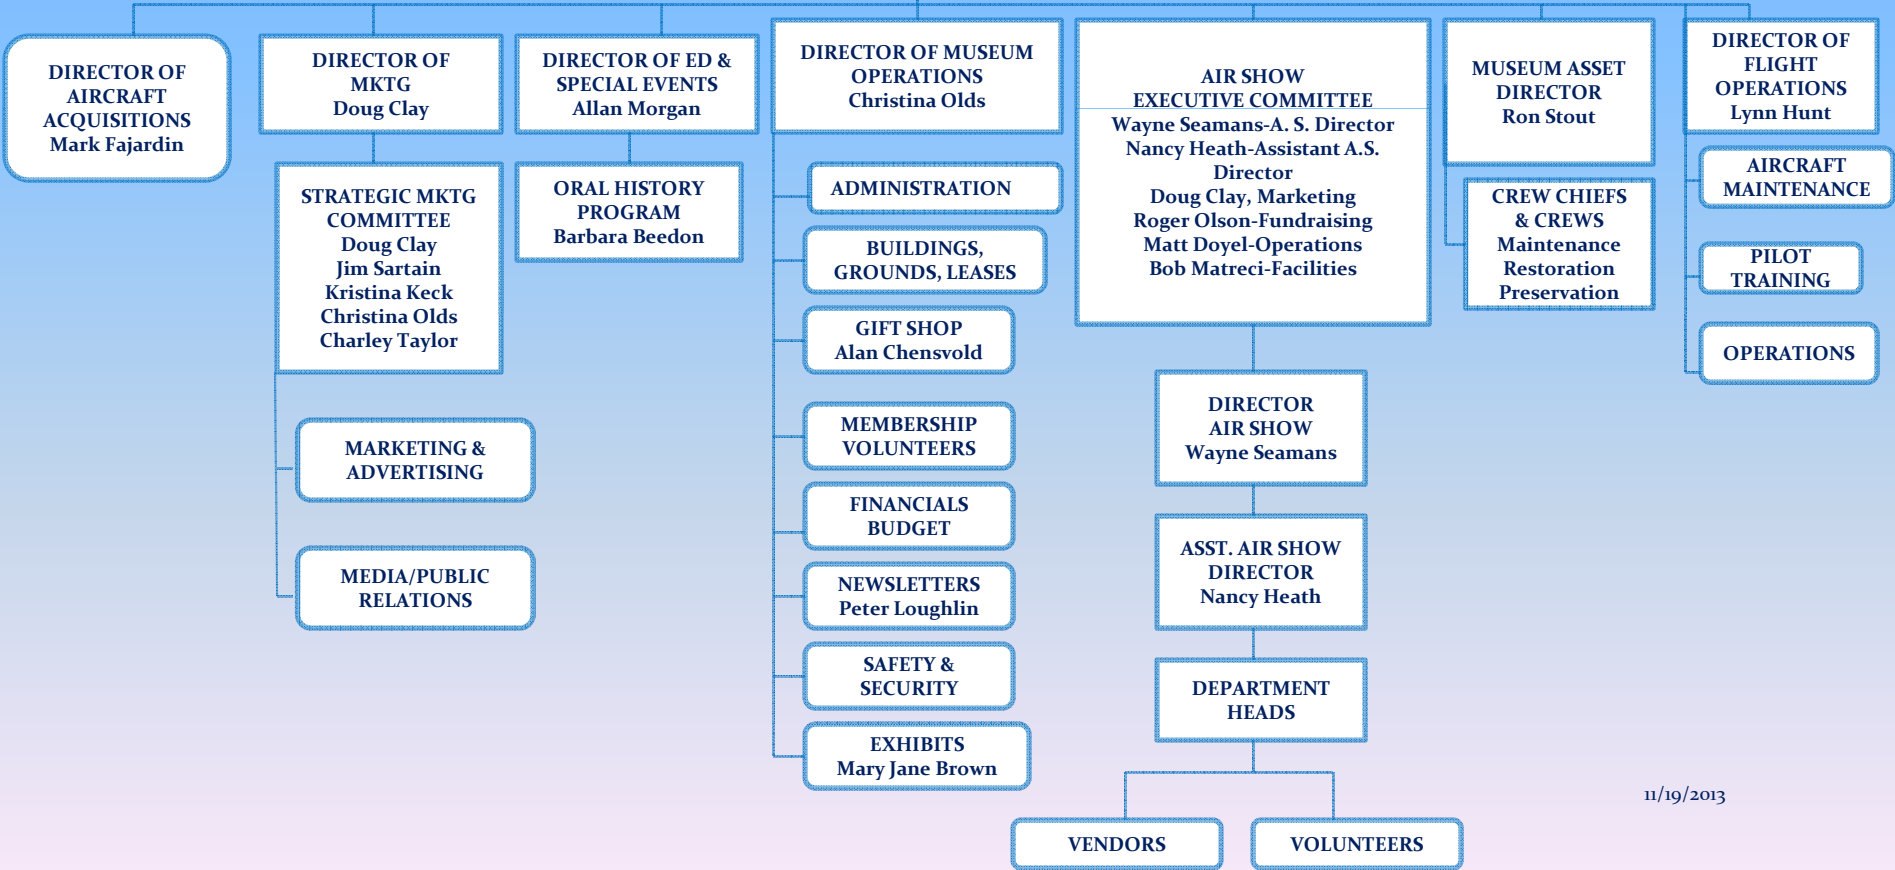 DIRECTOR OF
AIRCRAFT
ACQUISITIONS
Mark Fajardin
DIRECTOR OF
MKTG
Doug Clay
STRATEGIC MKTG
COMMITTEE
Doug Clay
Jim Sartain
Kristina Keck
Christina Olds
Charley Taylor
MARKETING &
ADVERTISING
MEDIA/PUBLIC
RELATIONS
DIRECTOR OF ED &
SPECIAL EVENTS
Allan Morgan
ORAL HISTORY
PROGRAM
Barbara Beedon
DIRECTOR OF MUSEUM
OPERATIONS
Christina Olds
ADMINISTRATION
BUILDINGS,
GROUNDS, LEASES
GIFT SHOP
Alan Chensvold
MEMBERSHIP
VOLUNTEERS
FINANCIALS
BUDGET
NEWSLETTERS
Peter Loughlin
SAFETY &
SECURITY
EXHIBITS
Mary Jane Brown
AIR SHOW
EXECUTIVE COMMITTEE
Wayne Seamans-A. S. Director
Nancy Heath-Assistant A.S.
Director
Doug Clay, Marketing
Roger Olson-Fundraising
Matt Doyel-Operations
Bob Matreci-Facilities
DIRECTOR
AIR SHOW
Wayne Seamans
ASST. AIR SHOW
DIRECTOR
Nancy Heath
DEPARTMENT
HEADS
VENDORS
VOLUNTEERS
MUSEUM ASSET
DIRECTOR
Ron Stout
CREW CHIEFS
& CREWS
Maintenance
Restoration
Preservation
DIRECTOR OF
FLIGHT
OPERATIONS
Lynn Hunt
AIRCRAFT
MAINTENANCE
PILOT
TRAINING
OPERATIONS
11/19/2013